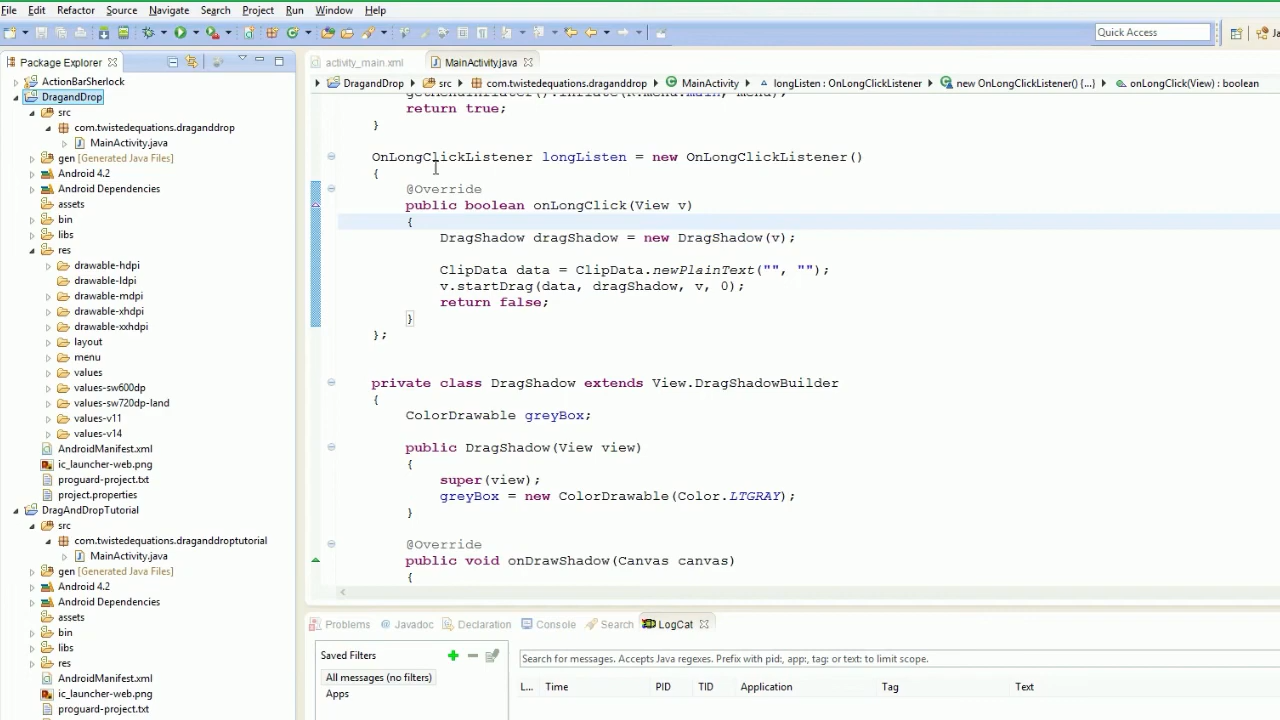 File Edit Refactor Source Navigate Search Project Run Window Help
Quick Access
Package Explorer
activity_main.xml
MainActivity.java
DragandDrop src com.twistedequations.draganddrop MainActivity longListen : OnLongClickListener new OnLongClickListener() {...} onLongClick(View) : boolean
ActionBarSherlock
DragandDrop
src
com.twistedequations.draganddrop
MainActivity.java
gen [Generated Java Files]
Android 4.2
Android Dependencies
assets
bin
libs
res
drawable-hdpi
drawable-ldpi
drawable-mdpi
drawable-xhdpi
drawable-xxhdpi
layout
menu
values
values-sw600dp
values-sw720dp-land
values-v11
values-v14
AndroidManifest.xml
ic_launcher-web.png
proguard-project.txt
project.properties
DragAndDropTutorial
src
com.twistedequations.draganddroptutorial
MainActivity.java
gen [Generated Java Files]
Android 4.2
Android Dependencies
assets
bin
libs
res
AndroidManifest.xml
ic_launcher-web.png
proguard-project.txt
return true;
}
OnLongClickListener longListen = new OnLongClickListener()
{
@Override
public boolean onLongClick(View v)
{
DragShadow dragShadow = new DragShadow(v);
ClipData data = ClipData.newPlainText("", "");
v.startDrag(data, dragShadow, v, 0);
return false;
}
};
private class DragShadow extends View.DragShadowBuilder
{
ColorDrawable greyBox;
public DragShadow(View view)
{
super(view);
greyBox = new ColorDrawable(Color.LTGRAY);
}
@Override
public void onDrawShadow(Canvas canvas)
{
Problems @ Javadoc Declaration Console Search LogCat
Saved Filters
All messages (no filters)
Apps
Search for messages. Accepts Java regexes. Prefix with pid:, app:, tag: or text: to limit scope.
L... Time PID TID Application Tag Text